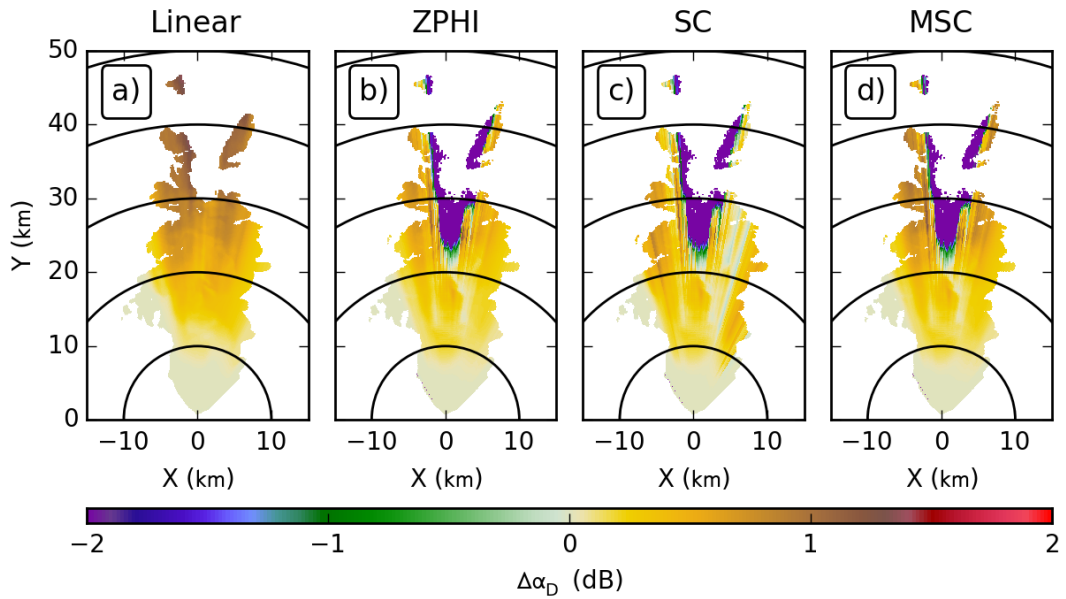 Linear ZPHI SC MSC
50
a) b) c) d)
40
30
20
10
0
Y (km)
−10 0 10 −10 0 10 −10 0 10 −10 0 10
X (km) X (km) X (km) X (km)
−2 −1 0 1 2
Δα_D (dB)